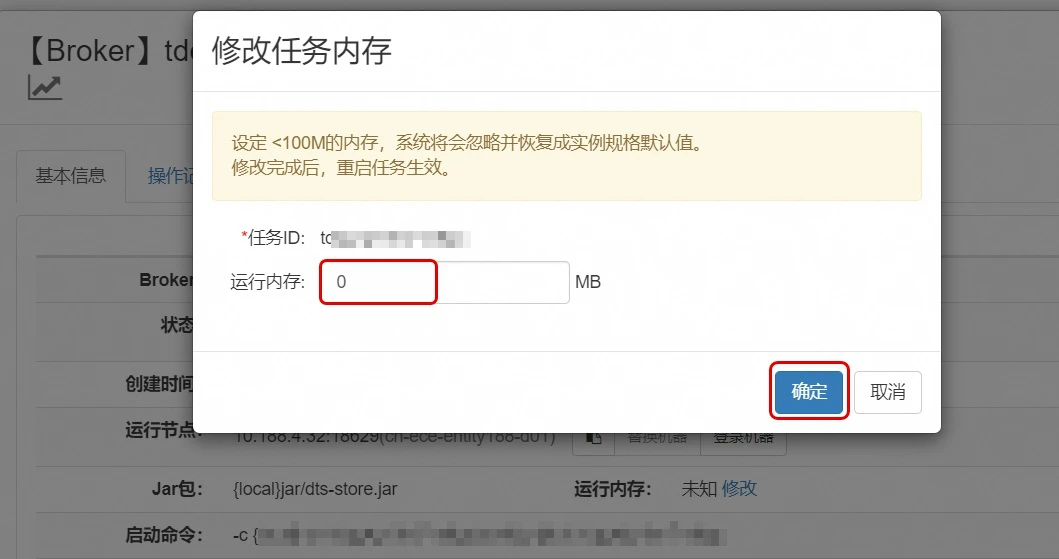 【Broker】tdc
修改任务内存
设定 <100M的内存，系统将会忽略并恢复成实例规格默认值。
修改完成后，重启任务生效。
基本信息
操作记
*任务ID:
运行内存: 0 MB
Broker
状态
创建时间
确定 取消
运行节点: 10.188.4.32:18629(cn-ece-entity188-d01) 替换机器 登录机器
Jar包: {local}jar/dts-store.jar 运行内存: 未知 修改
启动命令: -c {